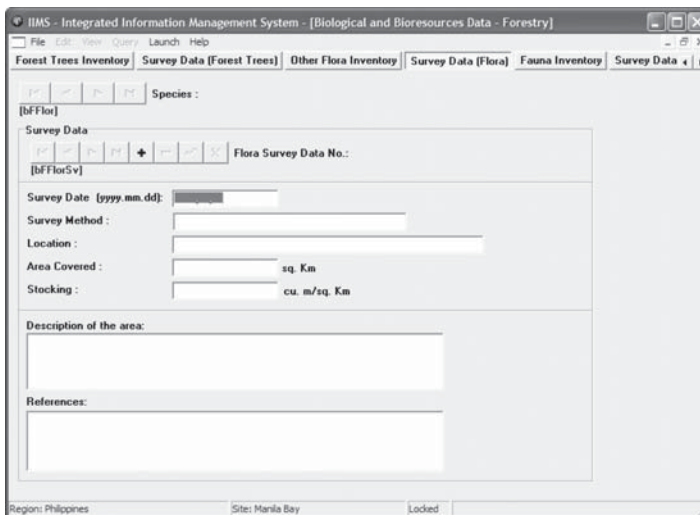 IIMS - Integrated Information Management System - [Biological and Bioresources Data - Forestry]
File Edit View Query Launch Help
Forest Trees Inventory Survey Data (Forest Trees) Other Flora Inventory Survey Data (Flora) Fauna Inventory Survey Data
Species :
[bFFlor]
Survey Data
Flora Survey Data No.:
[bFFlorSv]
Survey Date (yyyy.mm.dd):
Survey Method :
Location :
Area Covered : sq. Km
Stocking : cu. m/sq. Km
Description of the area:
References:
Region: Philippines Site: Manila Bay Locked